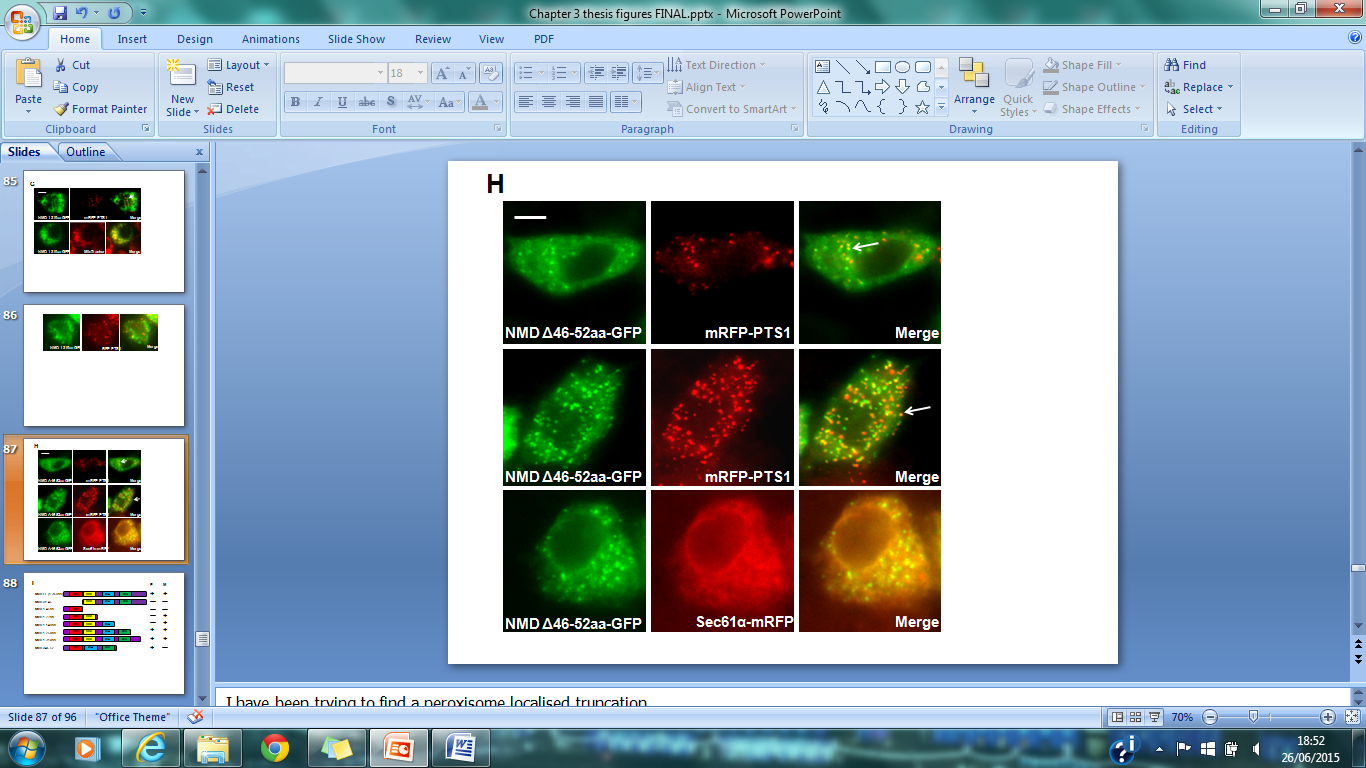 Chapter 3 thesis figures FINAL.pptx - Microsoft PowerPoint
Home Insert Design Animations Slide Show Review View PDF
Paste
Cut
Copy
Format Painter
Clipboard
New Slide
Layout
Reset
Delete
Slides
18
B I U abc S AV Aa A
Font
Text Direction
Align Text
Convert to SmartArt
Paragraph
Arrange
Quick Styles
Shape Fill
Shape Outline
Shape Effects
Drawing
Find
Replace
Select
Editing
Slides Outline x
85
86
87
H
88
H
NMD Δ46-52aa-GFP mRFP-PTS1 Merge
NMD Δ46-52aa-GFP mRFP-PTS1 Merge
NMD Δ46-52aa-GFP Sec61α-mRFP Merge
I have been trying to find a peroxisome localised truncation
Slide 87 of 96 "Office Theme" 70%
18:52
26/06/2015